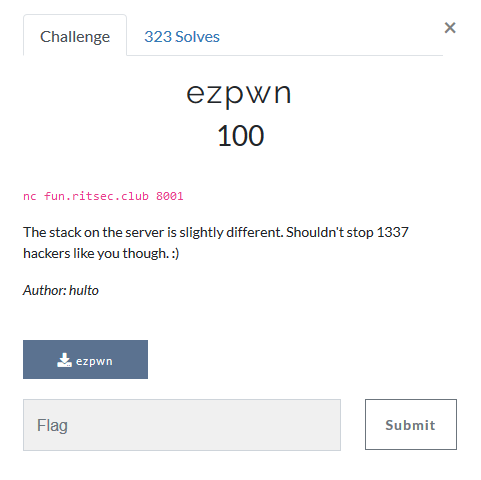 Challenge
323 Solves
×
ezpwn
100
nc fun.ritsec.club 8001
The stack on the server is slightly different. Shouldn't stop 1337
hackers like you though. :)
Author: hulto
ezpwn
Flag
Submit